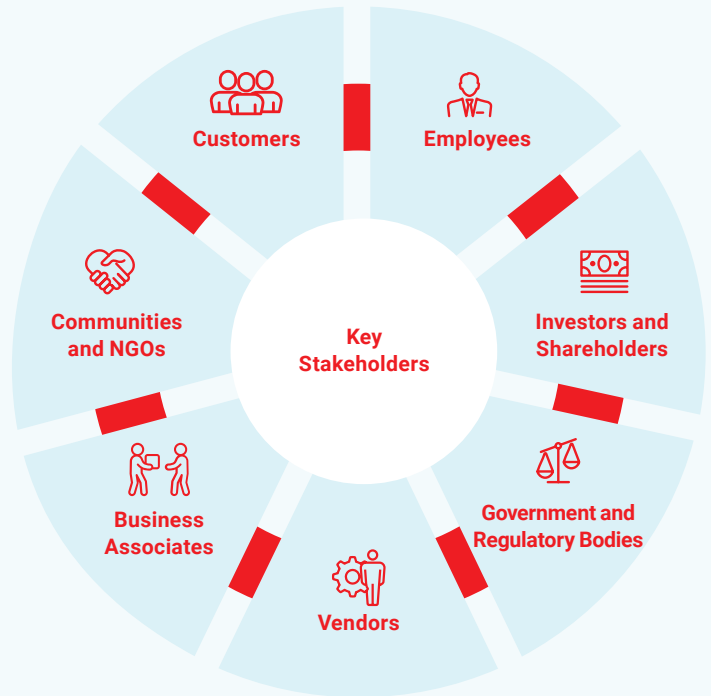 Customers
Employees
Communities
and NGOs
Key
Stakeholders
Investors and
Shareholders
Business
Associates
Government and
Regulatory Bodies
Vendors